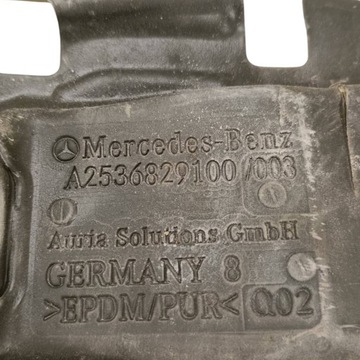 Mercedes-Benz
A2536829100/003
Auria Solutions GmbH
GERMANY 8
>EPDM/PUR< Q02